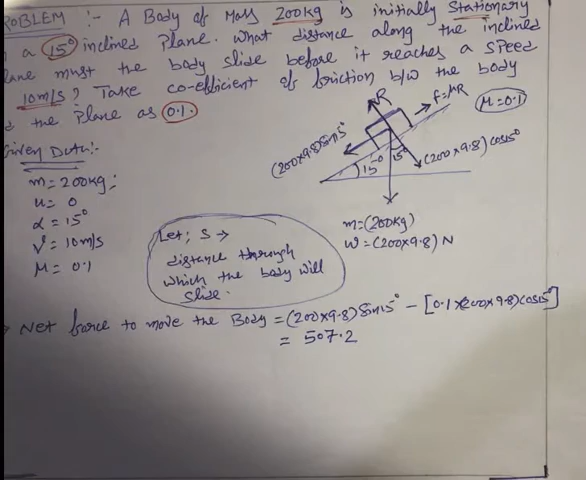 ROBLEM :- A Body of Mass 200kg is initially Stationary
n a 15° inclined Plane. What distance along the inclined
lane must the body slide before it reaches a Speed
10m/s? Take co-efficient of friction b/w the body
d the Plane as 0.1.
Given Data:-
m = 200kg;
u = 0
α = 15°
V = 10m/s
μ = 0.1
R
F=μR
μ=0.1
(200×9.8)Sin15°
15°
15°
(200×9.8)cos15°
m=(200kg)
W=(200×9.8) N
Let; S →
distance through
which the body will
slide.
Net force to move the Body = (200×9.8)Sin15° - [0.1×200×9.8)cos15°]
= 507.2